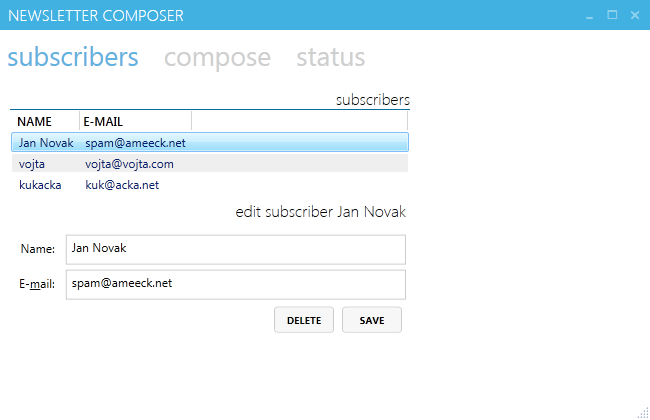 NEWSLETTER COMPOSER
subscribers compose status
subscribers
NAME E-MAIL
Jan Novak spam@ameeck.net
vojta vojta@vojta.com
kukacka kuk@acka.net
edit subscriber Jan Novak
Name: Jan Novak
E-mail: spam@ameeck.net
DELETE SAVE